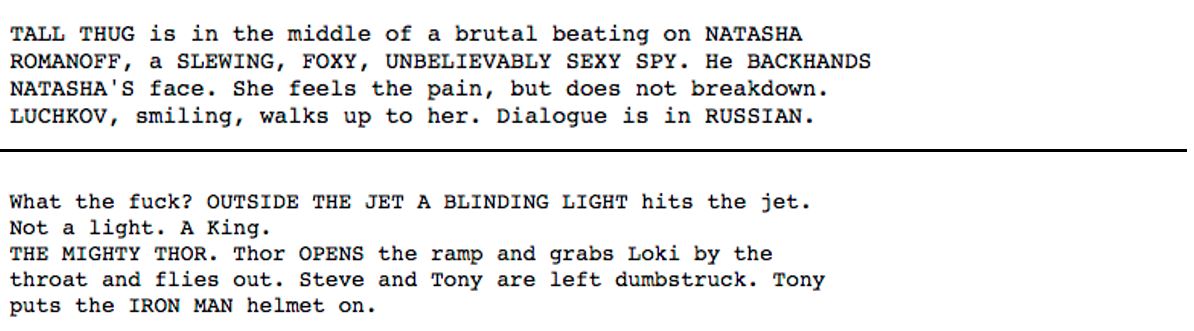 TALL THUG is in the middle of a brutal beating on NATASHA
ROMANOFF, a SLEWING, FOXY, UNBELIEVABLY SEXY SPY. He BACKHANDS
NATASHA'S face. She feels the pain, but does not breakdown.
LUCHKOV, smiling, walks up to her. Dialogue is in RUSSIAN.
What the fuck? OUTSIDE THE JET A BLINDING LIGHT hits the jet.
Not a light. A King.
THE MIGHTY THOR. Thor OPENS the ramp and grabs Loki by the
throat and flies out. Steve and Tony are left dumbstruck. Tony
puts the IRON MAN helmet on.